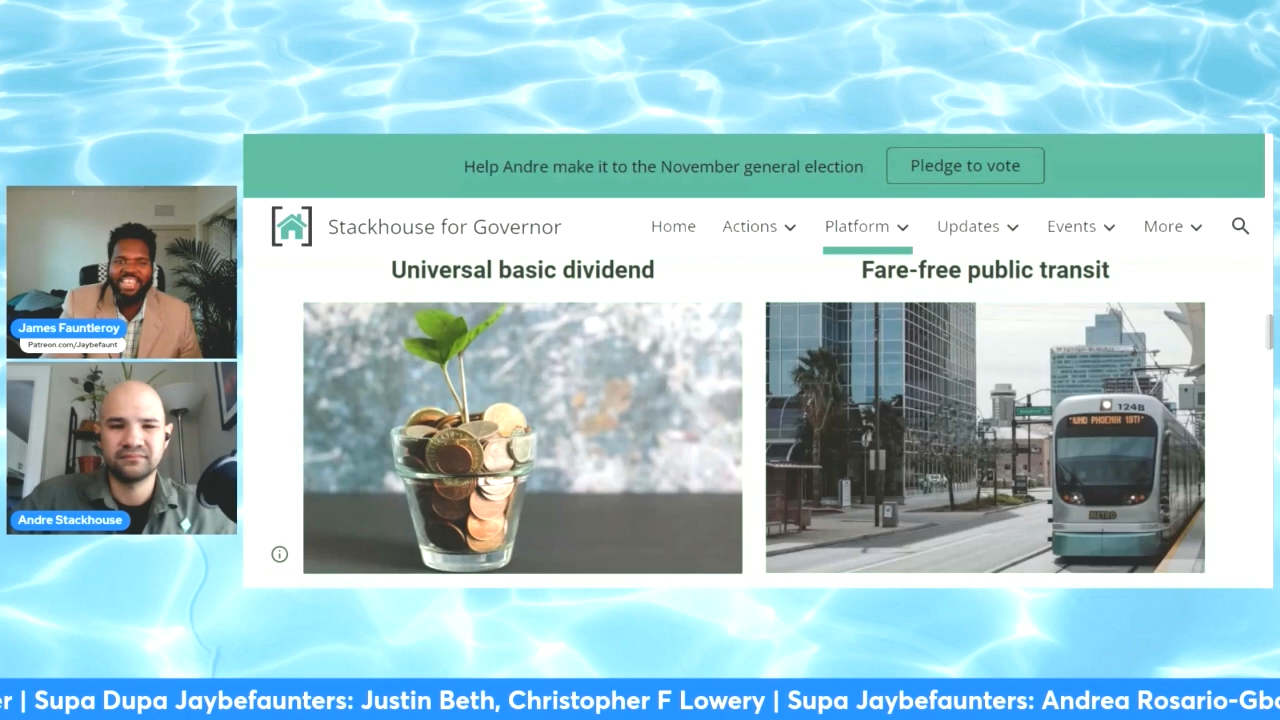 Help Andre make it to the November general election
Pledge to vote
Stackhouse for Governor
Home
Actions
Platform
Updates
Events
More
Universal basic dividend
Fare-free public transit
James Fauntleroy
Patreon.com/Jaybefaunt
Andre Stackhouse
124B
METRO
er | Supa Dupa Jaybefaunters: Justin Beth, Christopher F Lowery | Supa Jaybefaunters: Andrea Rosario-Gbo